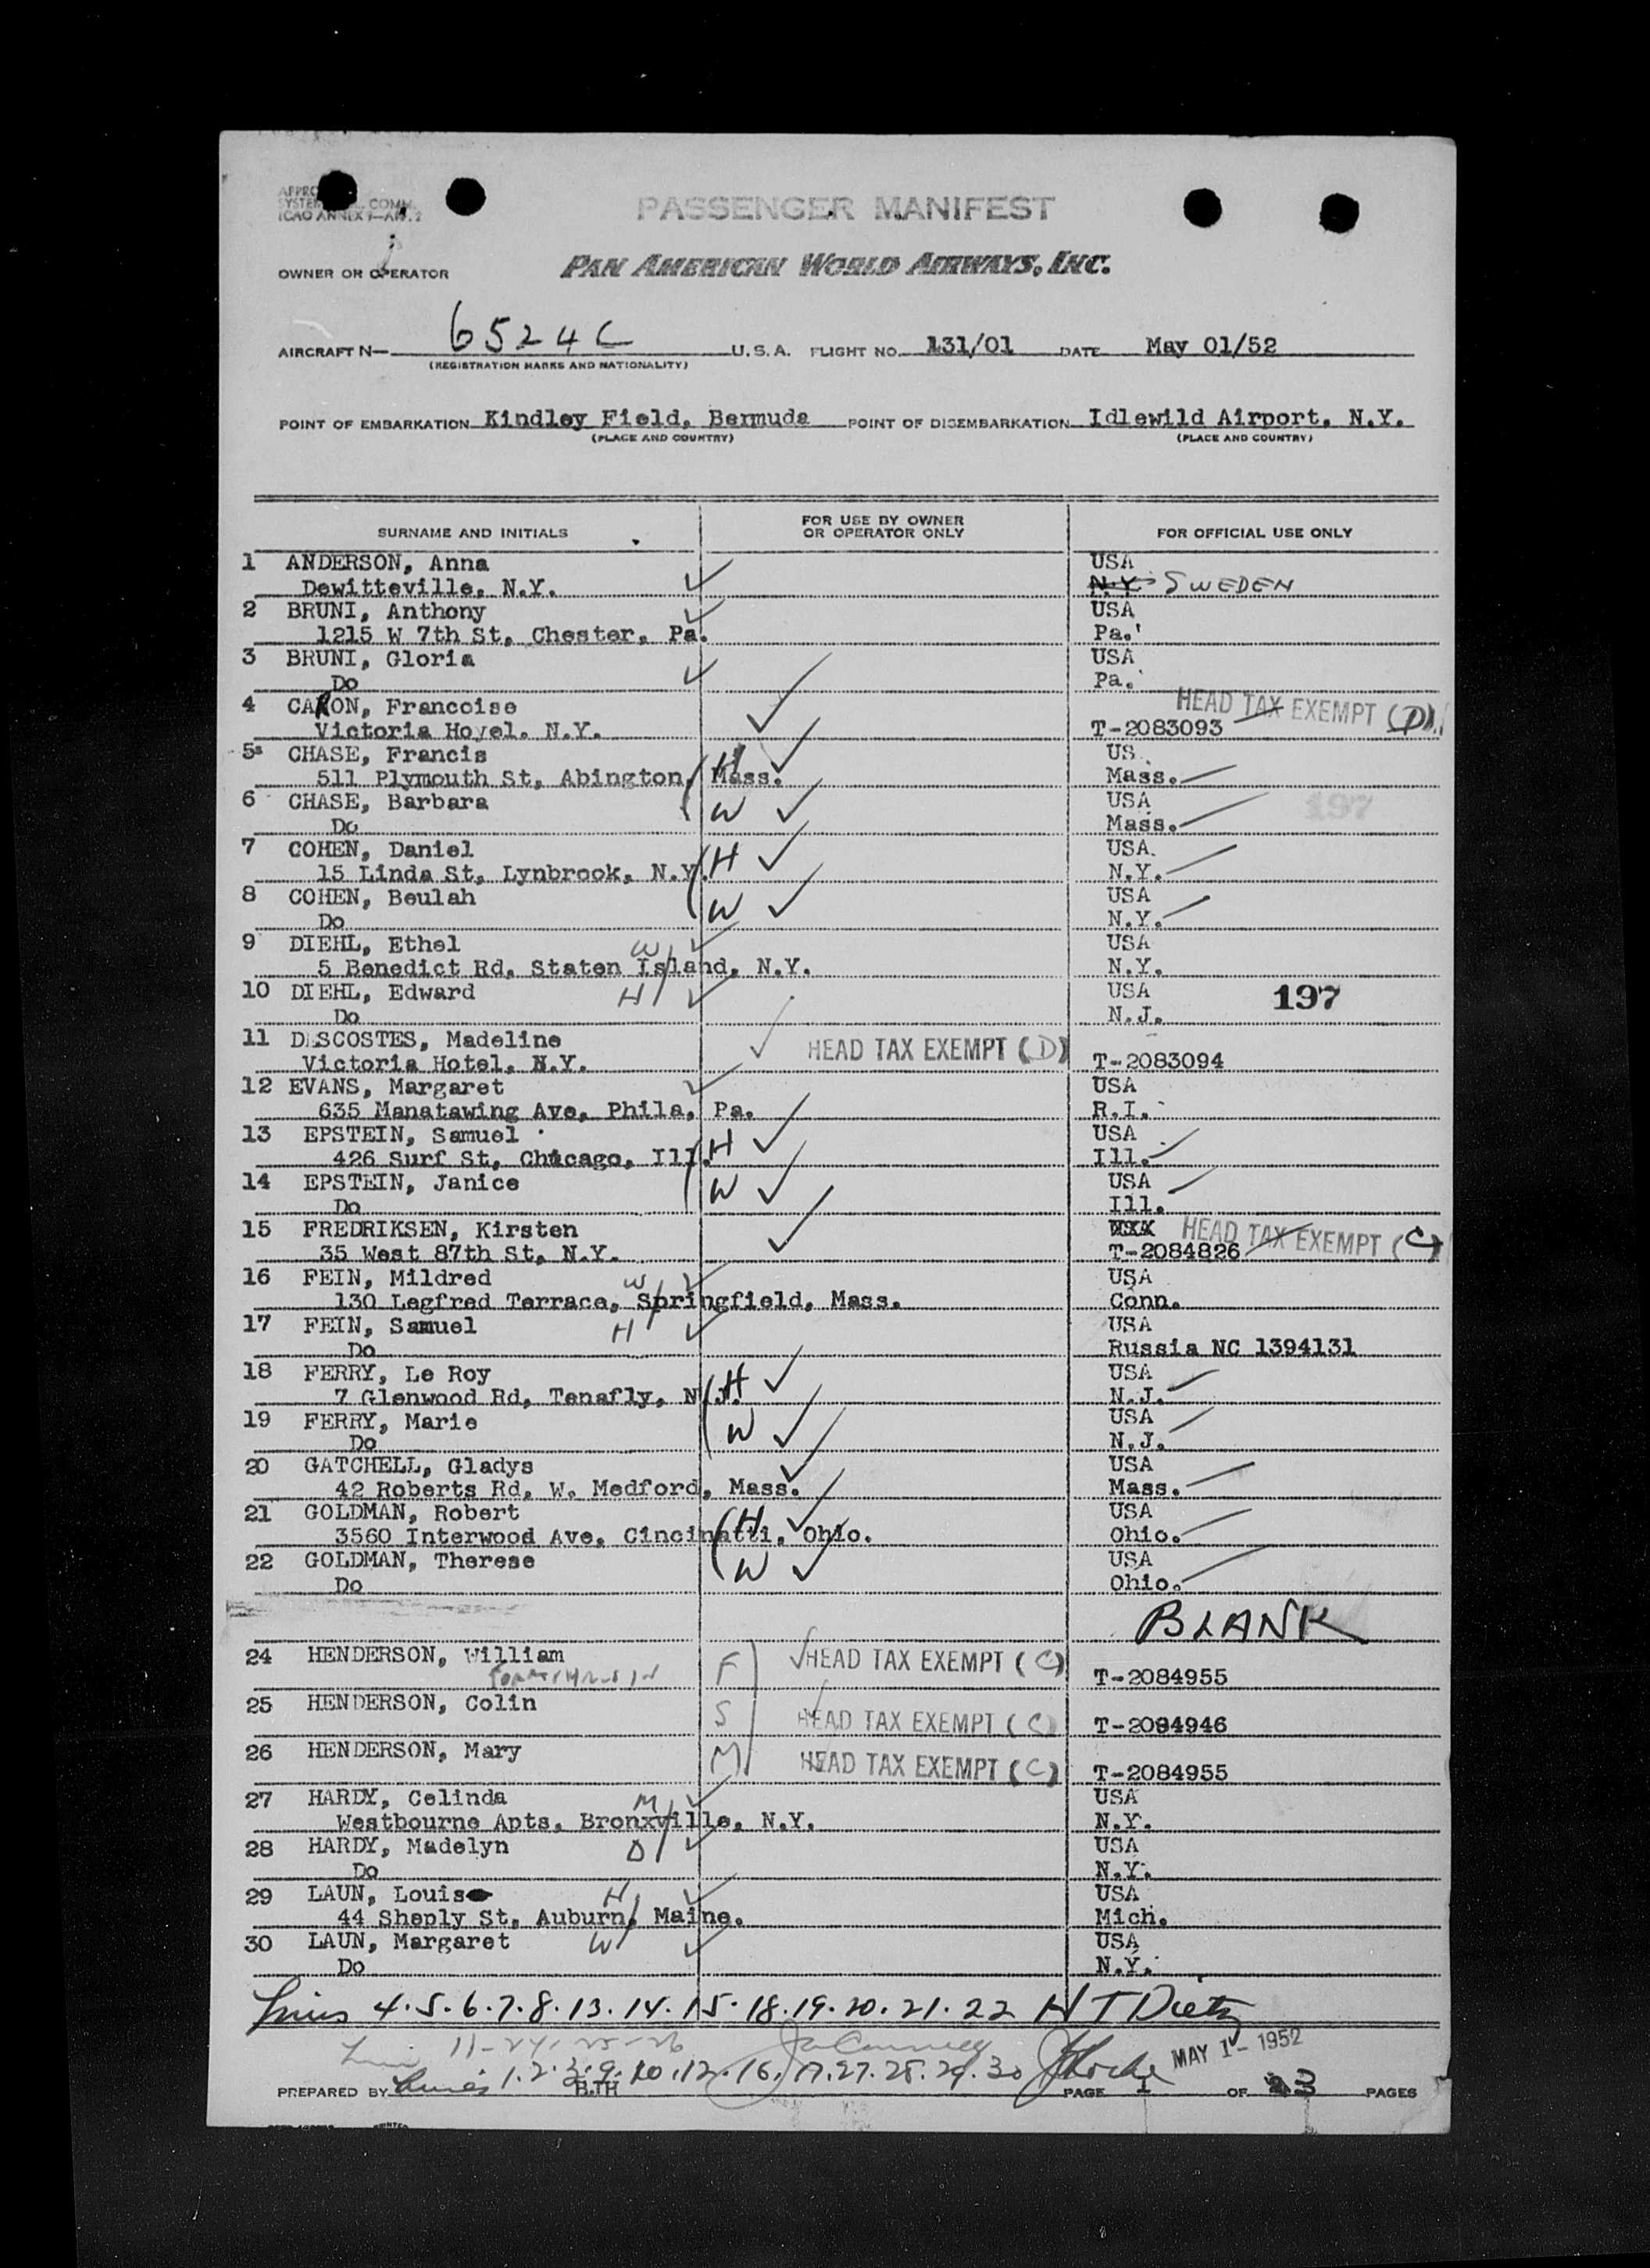 PASSENGER MANIFEST
ICAO ANNEX
OWNER OR OPERATOR PAN AMERICAN WORLD AIRWAYS, INC.
AIRCRAFT N— 6524C U.S.A. FLIGHT NO. 131/01 DATE May 01/52
(REGISTRATION MARKS AND NATIONALITY)
POINT OF EMBARKATION Kindley Field, Bermuda POINT OF DISEMBARKATION Idlewild Airport, N.Y.
(PLACE AND COUNTRY) (PLACE AND COUNTRY)
SURNAME AND INITIALS FOR USE BY OWNER OR OPERATOR ONLY FOR OFFICIAL USE ONLY
1 ANDERSON, Anna USA
Dewitteville, N.Y. N.Y. SWEDEN
2 BRUNI, Anthony USA
1215 W 7th St, Chester, Pa. Pa.
3 BRUNI, Gloria USA
Do Pa.
4 CARON, Francoise HEAD TAX EXEMPT (D)
Victoria Hovel. N.Y. T-2083093
5 CHASE, Francis H US
511 Plymouth St, Abington, Mass. Mass.
6 CHASE, Barbara W USA 197
Do Mass.
7 COHEN, Daniel H USA
15 Linda St, Lynbrook, N.Y. N.Y.
8 COHEN, Beulah W USA
Do N.Y.
9 DIEHL, Ethel W USA
5 Benedict Rd, Staten Island, N.Y. N.Y.
10 DIEHL, Edward H USA 197
Do N.J.
11 DESCOSTES, Madeline HEAD TAX EXEMPT (D)
Victoria Hotel, N.Y. T-2083094
12 EVANS, Margaret USA
635 Manatawing Ave, Phila, Pa. R.I.
13 EPSTEIN, Samuel H USA
426 Surf St, Chicago, Ill. Ill.
14 EPSTEIN, Janice W USA
Do Ill.
15 FREDRIKSEN, Kirsten HEAD TAX EXEMPT (C)
35 West 87th St, N.Y. T-2084826
16 FEIN, Mildred W USA
130 Legfred Terrace, Springfield, Mass. Conn.
17 FEIN, Samuel H USA
Do Russia NC 1394131
18 FERRY, Le Roy H USA
7 Glenwood Rd, Tenafly, N.J. N.J.
19 FERRY, Marie W USA
Do N.J.
20 GATCHELL, Gladys USA
42 Roberts Rd, W. Medford, Mass. Mass.
21 GOLDMAN, Robert H USA
3560 Interwood Ave, Cincinatti, Ohio. Ohio.
22 GOLDMAN, Therese W USA
Do Ohio.
BLANK
24 HENDERSON, William F HEAD TAX EXEMPT (C)
T-2084955
25 HENDERSON, Colin S HEAD TAX EXEMPT (C)
T-2084946
26 HENDERSON, Mary M HEAD TAX EXEMPT (C)
T-2084955
27 HARDY, Celinda M USA
Westbourne Apts, Bronxville, N.Y. N.Y.
28 HARDY, Madelyn D USA
Do N.Y.
29 LAUN, Louis H USA
44 Sheply St, Auburn, Maine. Mich.
30 LAUN, Margaret W USA
Do N.Y.
Lines 4.5.6.7.8.13.14.15.18.19.20.21.22 H T Dietz
11-24-25-26
MAY 1 - 1952
PREPARED BY Lines 1.2.3.9.10.12.16.17.27.28.29.30 PAGE 1 OF 3 PAGES